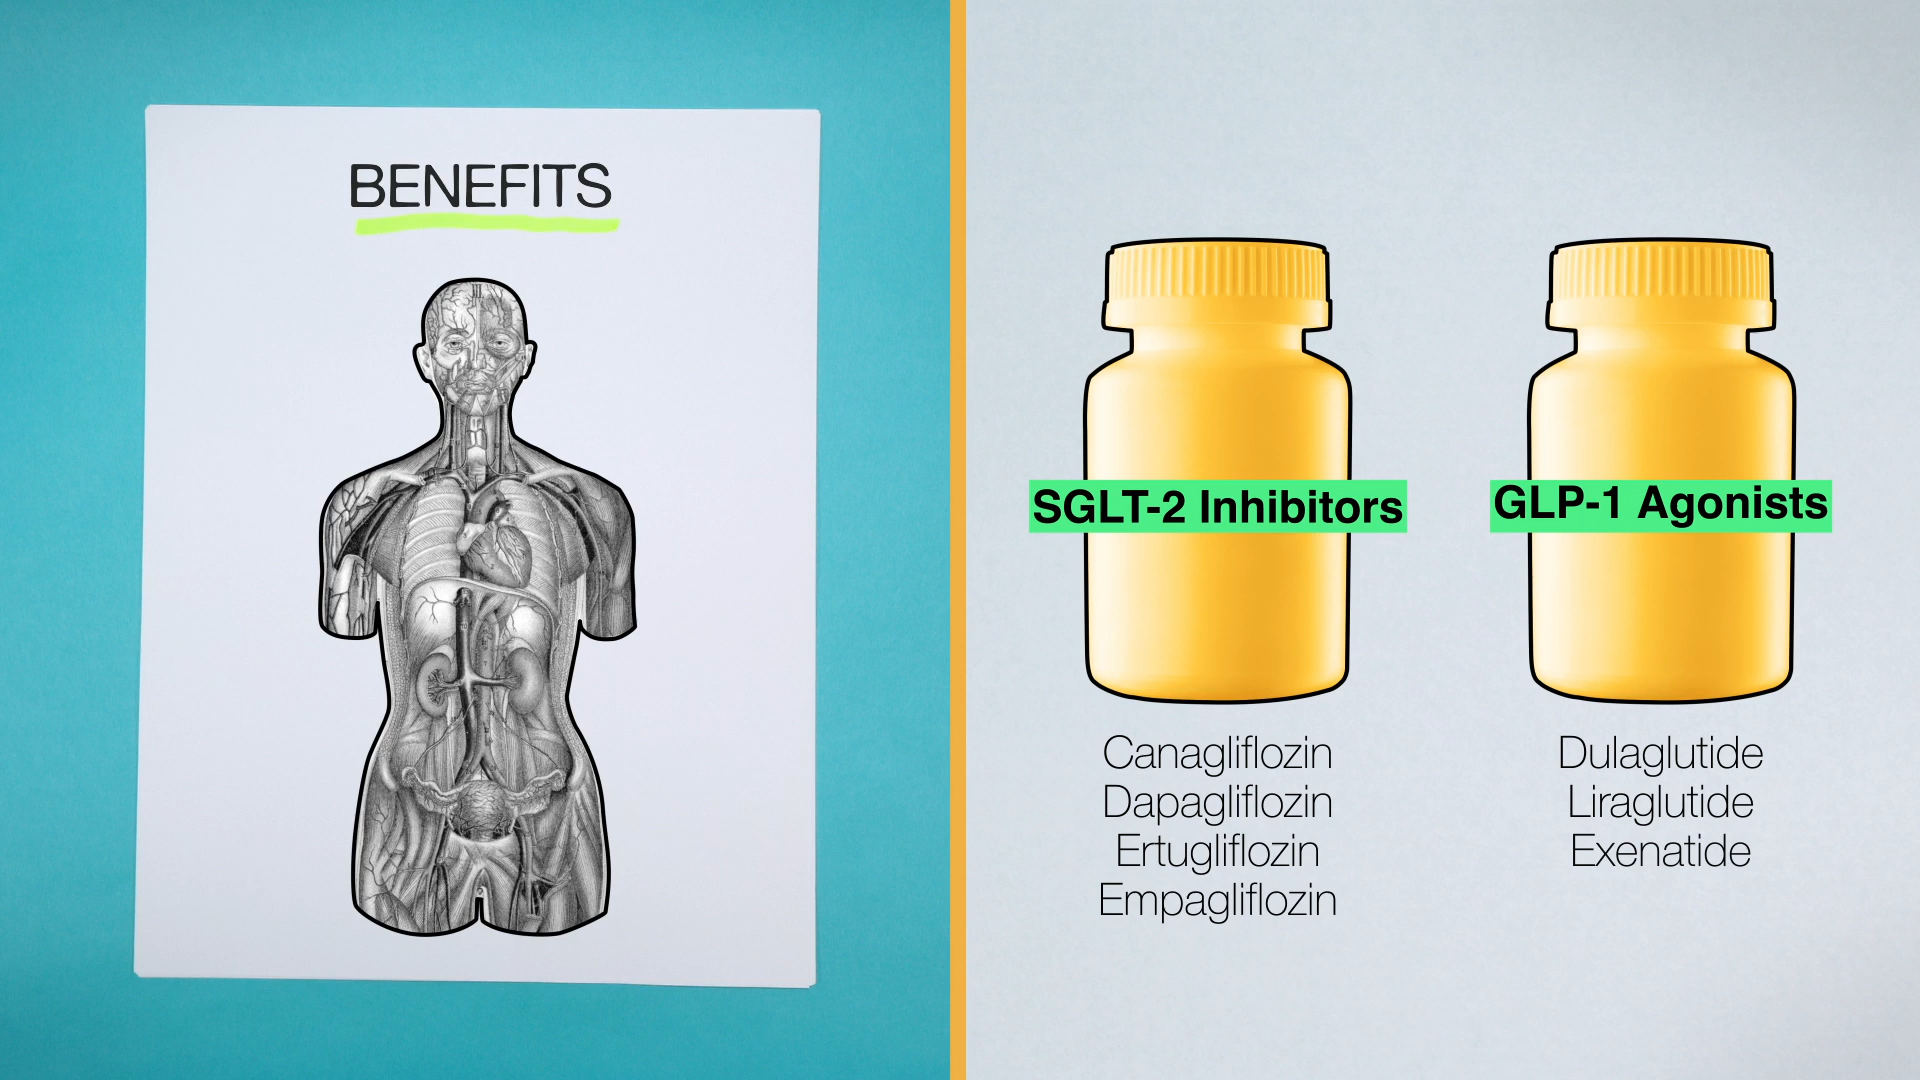 BENEFITS
SGLT-2 Inhibitors
Canagliflozin
Dapagliflozin
Ertugliflozin
Empagliflozin
GLP-1 Agonists
Dulaglutide
Liraglutide
Exenatide